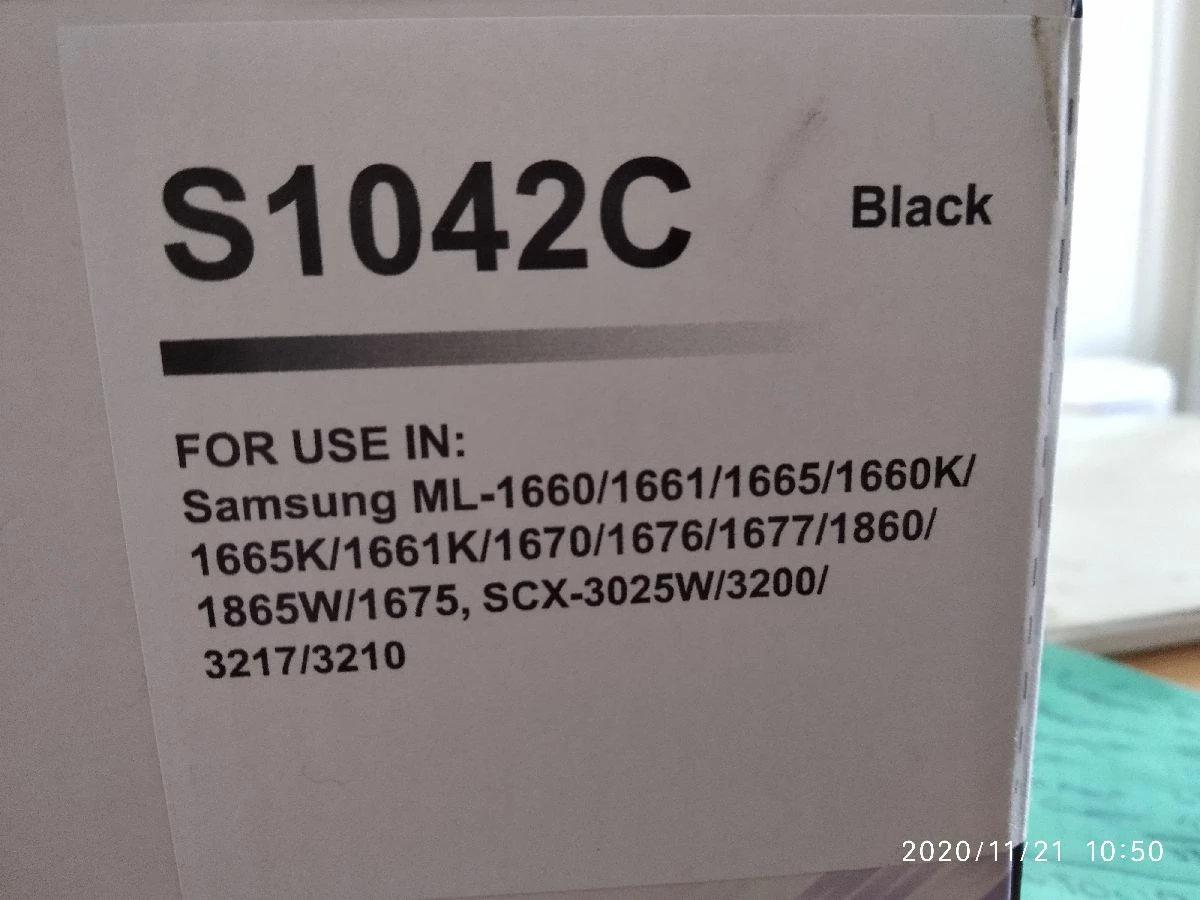 S1042C
Black
FOR USE IN:
Samsung ML-1660/1661/1665/1660K/
1665K/1661K/1670/1676/1677/1860/
1865W/1675, SCX-3025W/3200/
3217/3210
2020/11/21 10:50